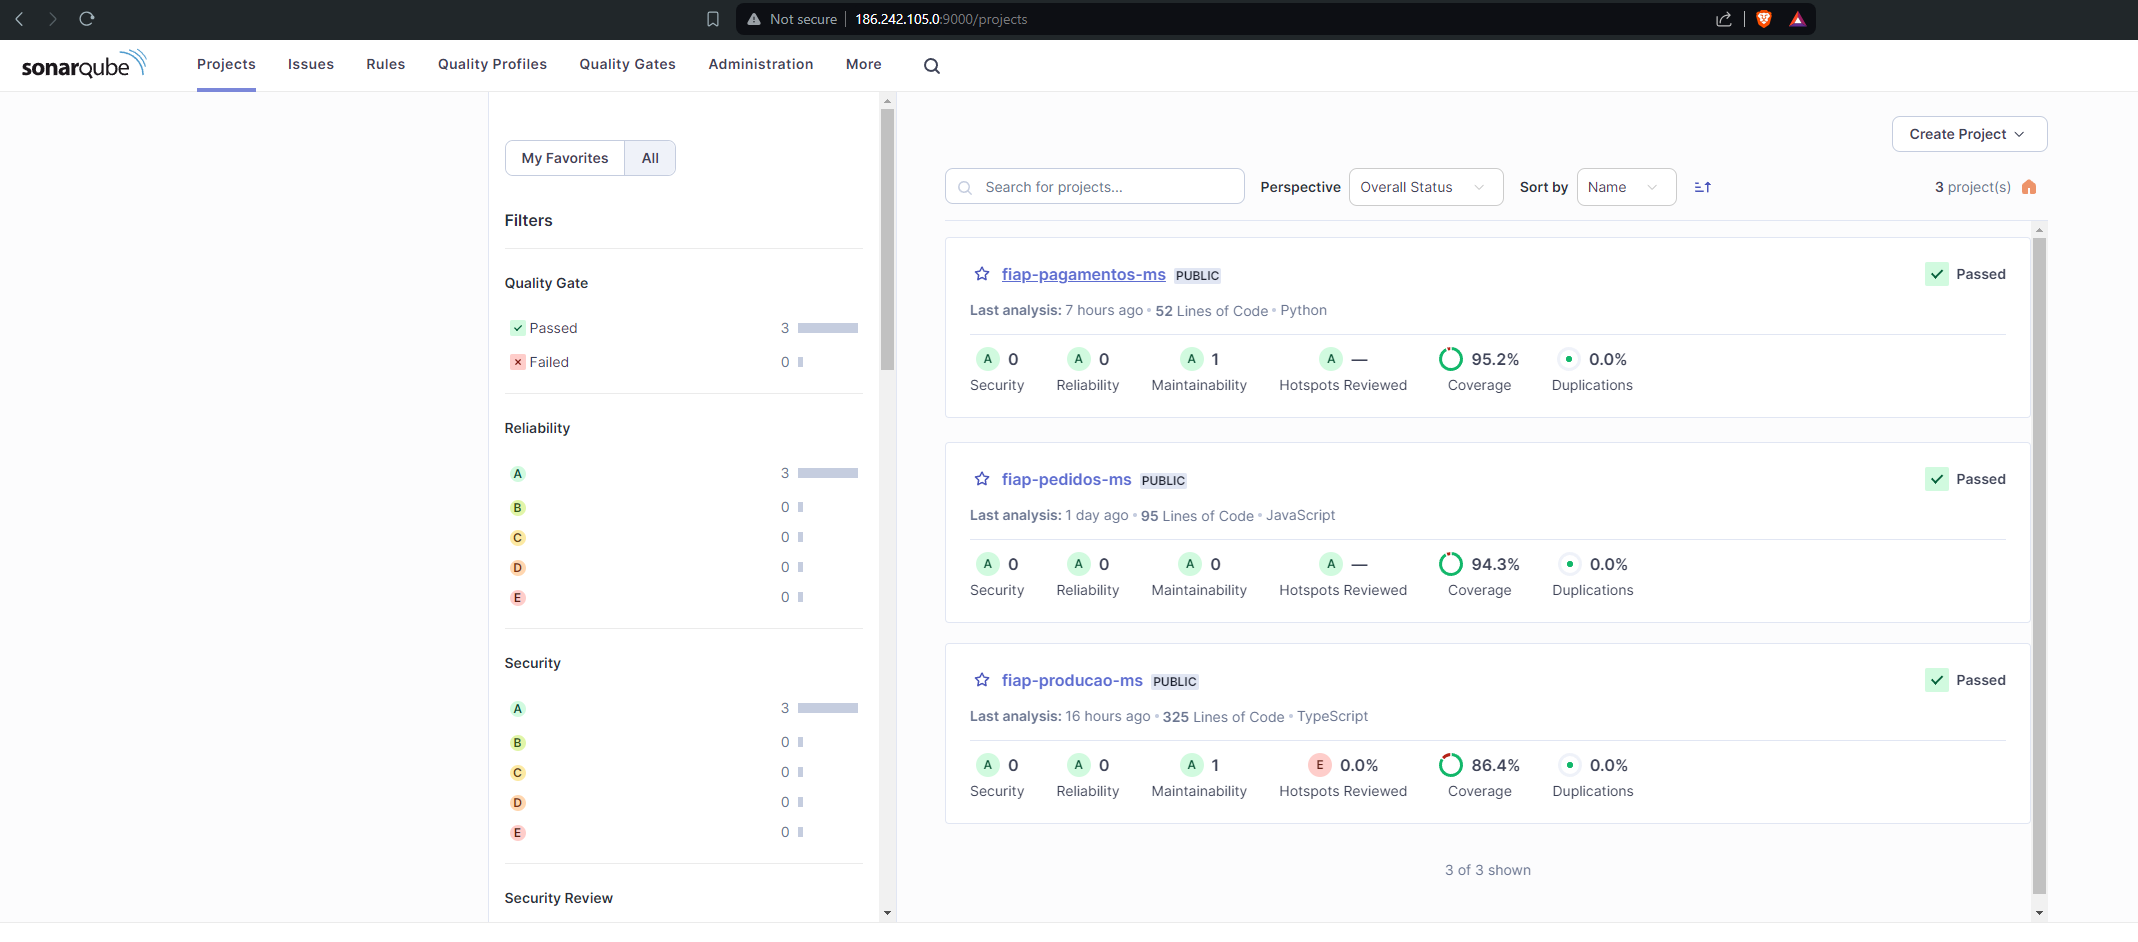 Not secure 186.242.105.0:9000/projects
sonarqube Projects Issues Rules Quality Profiles Quality Gates Administration More
My Favorites All
Filters
Quality Gate
Passed 3
Failed 0
Reliability
A 3
B 0
C 0
D 0
E 0
Security
A 3
B 0
C 0
D 0
E 0
Security Review
Create Project
Search for projects... Perspective Overall Status Sort by Name 3 project(s)
fiap-pagamentos-ms PUBLIC Passed
Last analysis: 7 hours ago • 52 Lines of Code • Python
A 0 A 0 A 1 A — 95.2% 0.0%
Security Reliability Maintainability Hotspots Reviewed Coverage Duplications
fiap-pedidos-ms PUBLIC Passed
Last analysis: 1 day ago • 95 Lines of Code • JavaScript
A 0 A 0 A 0 A — 94.3% 0.0%
Security Reliability Maintainability Hotspots Reviewed Coverage Duplications
fiap-producao-ms PUBLIC Passed
Last analysis: 16 hours ago • 325 Lines of Code • TypeScript
A 0 A 0 A 1 E 0.0% 86.4% 0.0%
Security Reliability Maintainability Hotspots Reviewed Coverage Duplications
3 of 3 shown